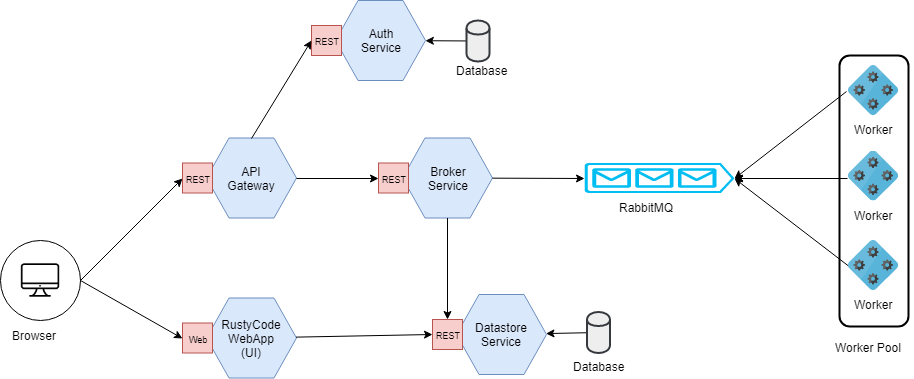 REST
Auth
Service
Database
REST
API
Gateway
REST
Broker
Service
RabbitMQ
Worker
Worker
Worker
Worker Pool
Browser
Web
RustyCode
WebApp
(UI)
REST
Datastore
Service
Database